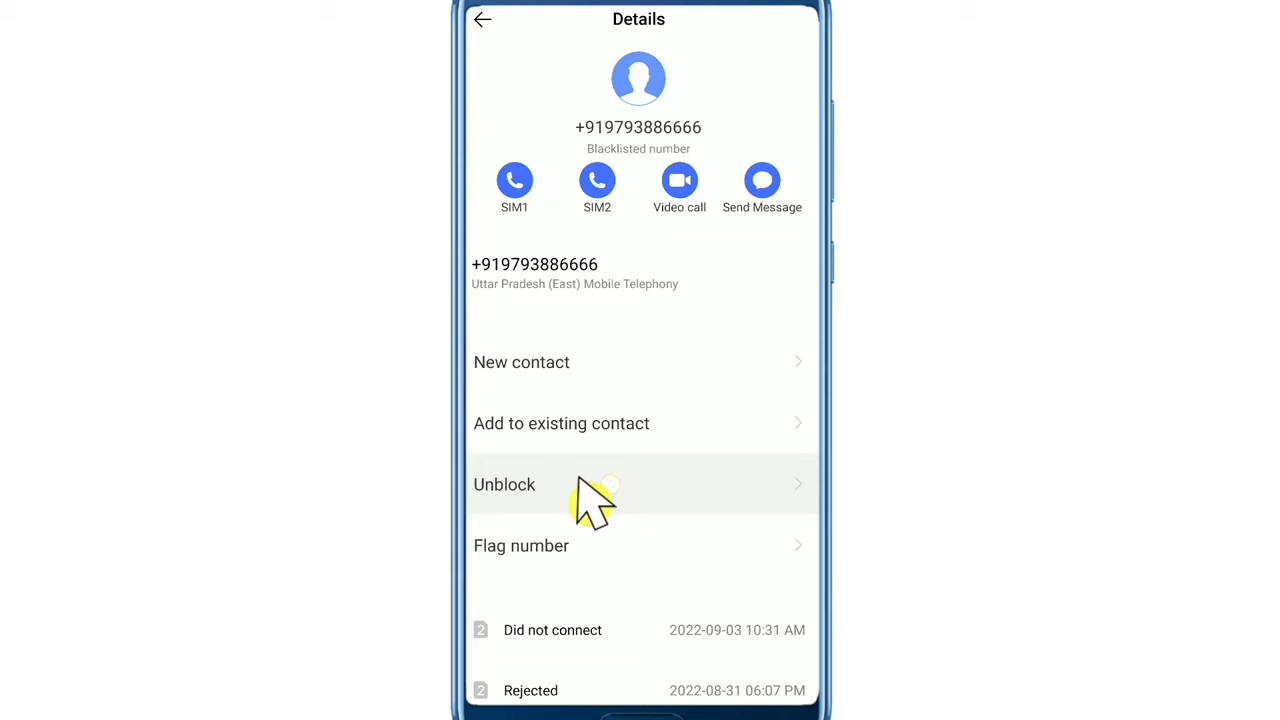 Details
+919793886666
Blacklisted number
SIM1 SIM2 Video call Send Message
+919793886666
Uttar Pradesh (East) Mobile Telephony
New contact
Add to existing contact
Unblock
Flag number
2 Did not connect 2022-09-03 10:31 AM
2 Rejected 2022-08-31 06:07 PM